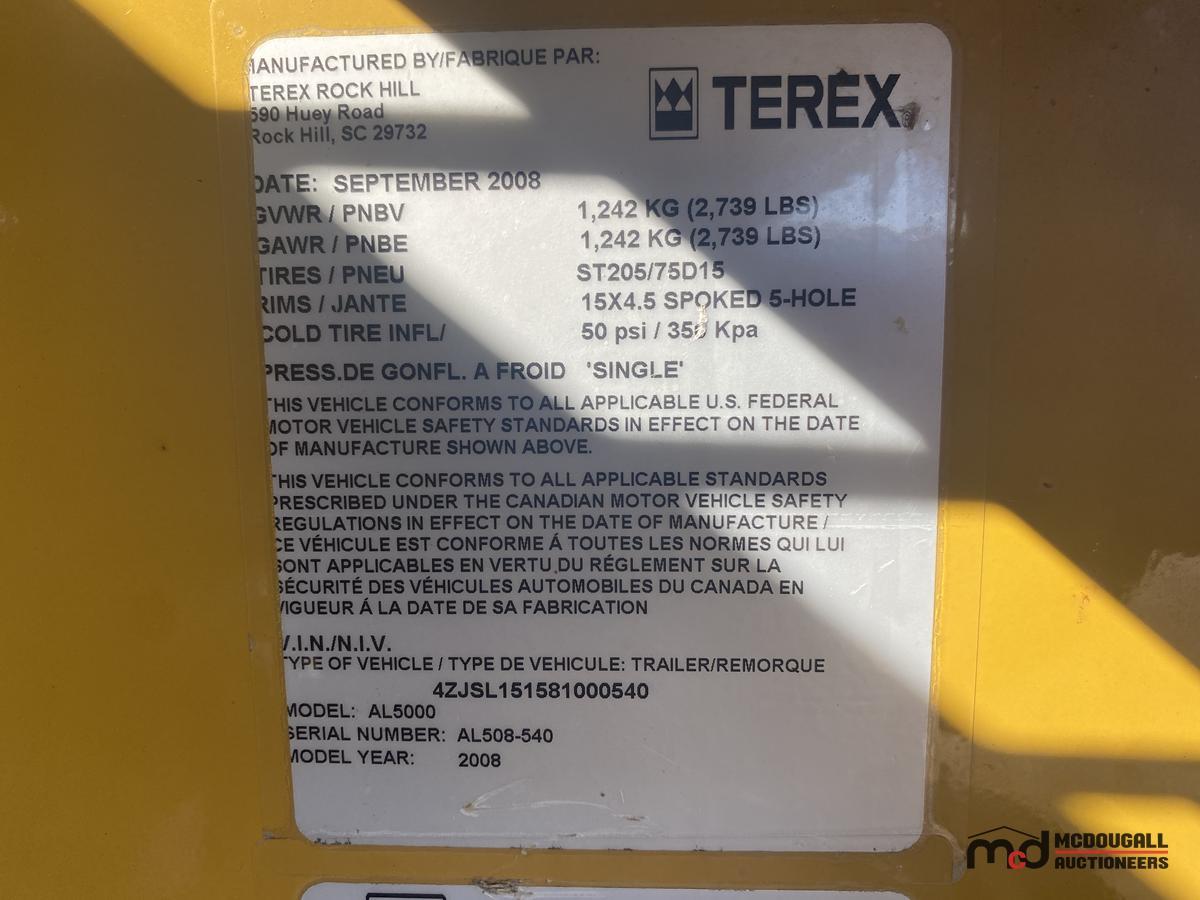 MANUFACTURED BY/FABRIQUE PAR:
TEREX ROCK HILL
590 Huey Road
Rock Hill, SC 29732
TEREX
DATE: SEPTEMBER 2008
GVWR / PNBV 1,242 KG (2,739 LBS)
GAWR / PNBE 1,242 KG (2,739 LBS)
TIRES / PNEU ST205/75D15
RIMS / JANTE 15X4.5 SPOKED 5-HOLE
COLD TIRE INFL/ 50 psi / 350 Kpa
PRESS.DE GONFL. A FROID 'SINGLE'
THIS VEHICLE CONFORMS TO ALL APPLICABLE U.S. FEDERAL
MOTOR VEHICLE SAFETY STANDARDS IN EFFECT ON THE DATE
OF MANUFACTURE SHOWN ABOVE.
THIS VEHICLE CONFORMS TO ALL APPLICABLE STANDARDS
PRESCRIBED UNDER THE CANADIAN MOTOR VEHICLE SAFETY
REGULATIONS IN EFFECT ON THE DATE OF MANUFACTURE /
CE VÉHICULE EST CONFORME Á TOUTES LES NORMES QUI LUI
SONT APPLICABLES EN VERTU DU RÉGLEMENT SUR LA
SÉCURITÉ DES VÉHICULES AUTOMOBILES DU CANADA EN
VIGUEUR Á LA DATE DE SA FABRICATION
V.I.N./N.I.V.
TYPE OF VEHICLE / TYPE DE VEHICULE: TRAILER/REMORQUE
4ZJSL151581000540
MODEL: AL5000
SERIAL NUMBER: AL508-540
MODEL YEAR: 2008
mcd MCDOUGALL
AUCTIONEERS